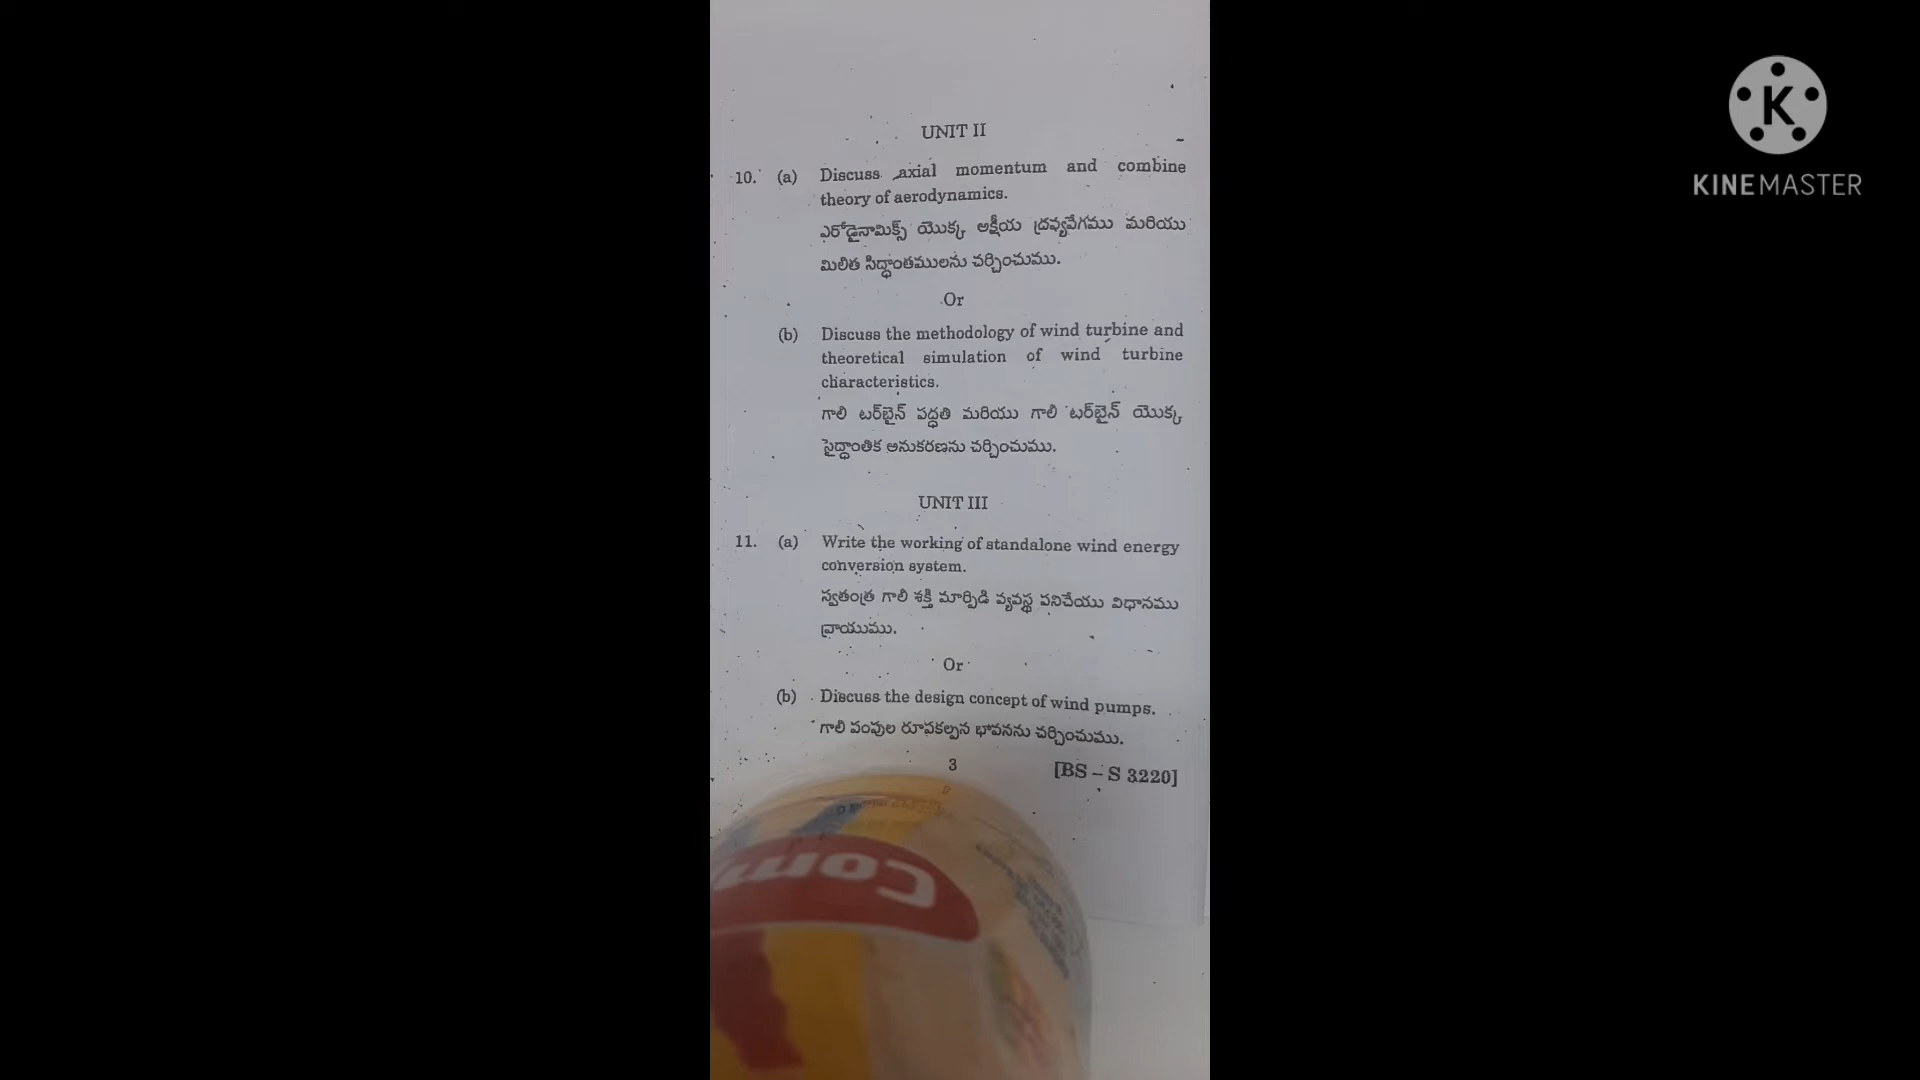 UNIT II
10. (a) Discuss axial momentum and combine
theory of aerodynamics.
ఎరోడైనామిక్స్ యొక్క అక్షీయ ద్రవ్యవేగము మరియు
మిలిత సిద్ధాంతములను చర్చించుము.
Or
(b) Discuss the methodology of wind turbine and
theoretical simulation of wind turbine
characteristics.
గాలి టర్‌బైన్ పద్ధతి మరియు గాలి టర్‌బైన్ యొక్క
సైద్ధాంతిక అనుకరణను చర్చించుము.
UNIT III
11. (a) Write the working of standalone wind energy
conversion system.
స్వతంత్ర గాలి శక్తి మార్పిడి వ్యవస్థ పనిచేయు విధానము
వ్రాయుము.
Or
(b) Discuss the design concept of wind pumps.
గాలి పంపుల రూపకల్పన భావనను చర్చించుము.
3 [BS – S 3220]
KINEMASTER